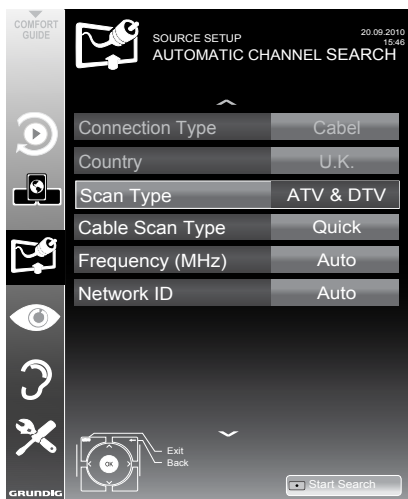 COMFORT
GUIDE
SOURCE SETUP
20.09.2010
AUTOMATIC CHANNEL SEARCH
15:46
Connection Type Cabel
Country U.K.
Scan Type ATV & DTV
Cable Scan Type Quick
Frequency (MHz) Auto
Network ID Auto
OK
Exit
Back
Start Search
GRUNDIG